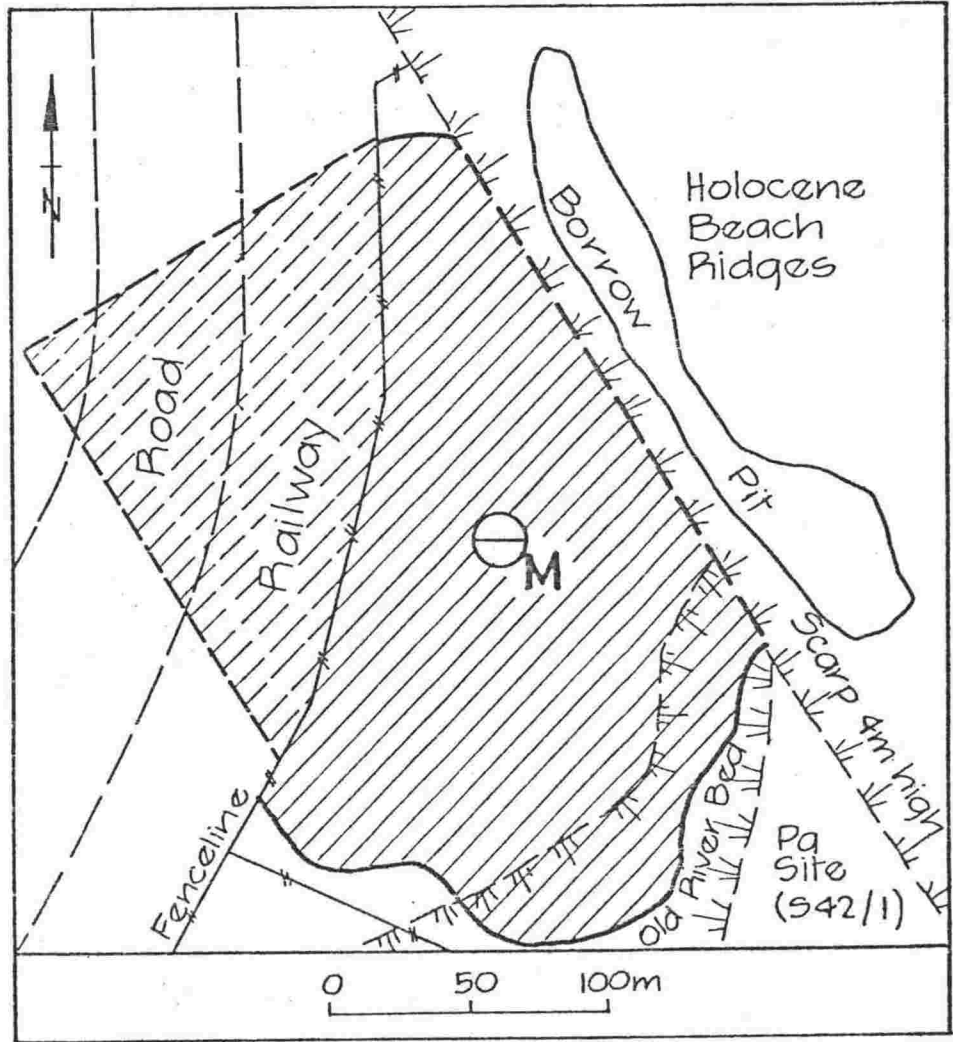 N
Holocene
Beach
Ridges
Borrow
Pit
Road
Railway
M
Scarp 4m high
Fenceline
Old River Bed
Pa
Site
(S42/1)
0 50 100m